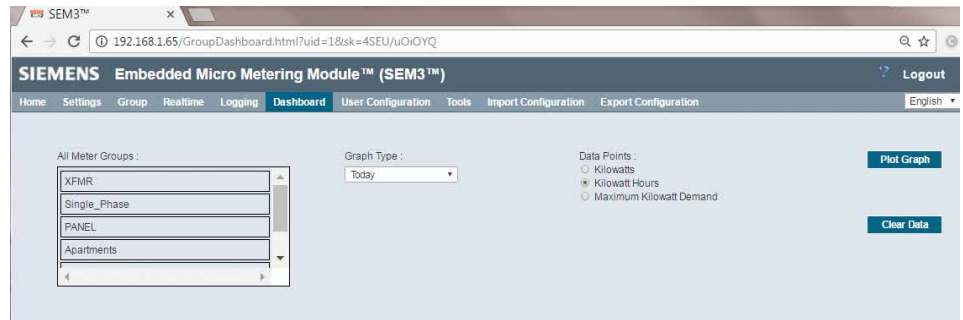 SEM3™
192.168.1.65/GroupDashboard.html?uid=1&sk=4SEU/uOiOYQ
SIEMENS Embedded Micro Metering Module™ (SEM3™)
? Logout
Home Settings Group Realtime Logging Dashboard User Configuration Tools Import Configuration Export Configuration English
All Meter Groups :
XFMR
Single_Phase
PANEL
Apartments
Graph Type :
Today
Data Points :
Kilowatts
Kilowatt Hours
Maximum Kilowatt Demand
Plot Graph
Clear Data